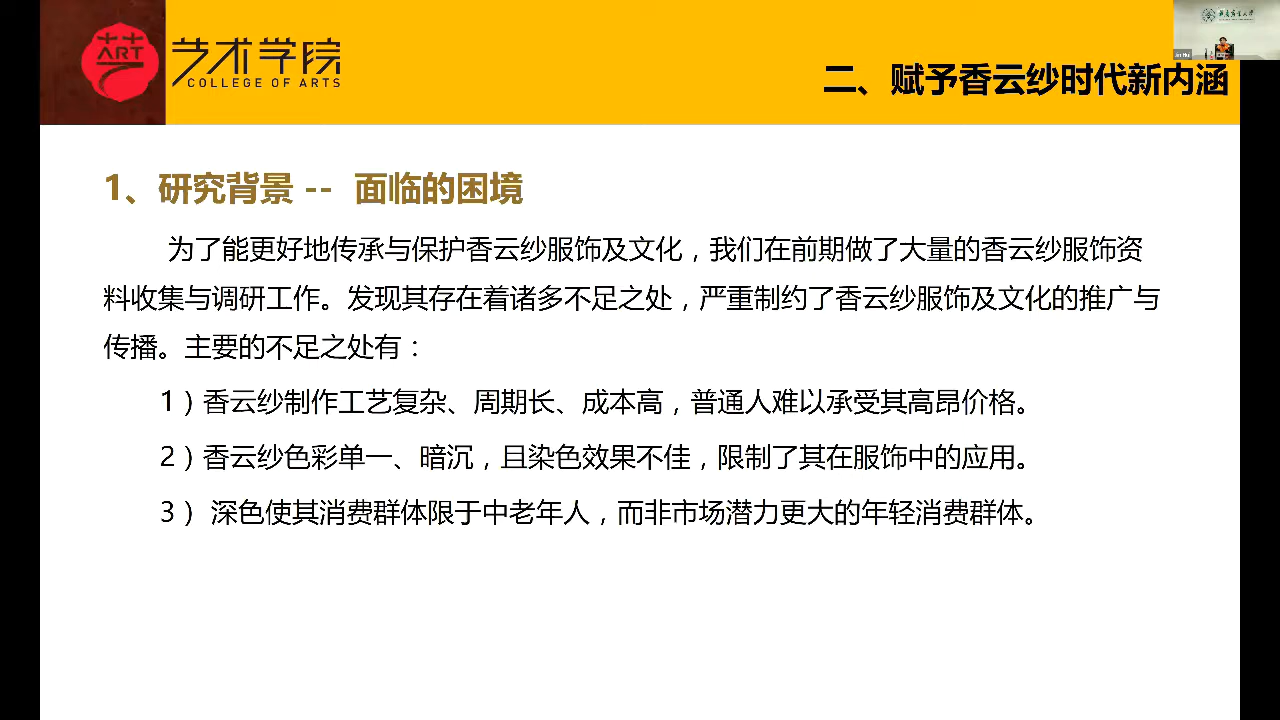 艺术学院
COLLEGE OF ARTS
ART
二、赋予香云纱时代新内涵
1、研究背景 -- 面临的困境
为了能更好地传承与保护香云纱服饰及文化，我们在前期做了大量的香云纱服饰资
料收集与调研工作。发现其存在着诸多不足之处，严重制约了香云纱服饰及文化的推广与
传播。主要的不足之处有：
1）香云纱制作工艺复杂、周期长、成本高，普通人难以承受其高昂价格。
2）香云纱色彩单一、暗沉，且染色效果不佳，限制了其在服饰中的应用。
3） 深色使其消费群体限于中老年人，而非市场潜力更大的年轻消费群体。